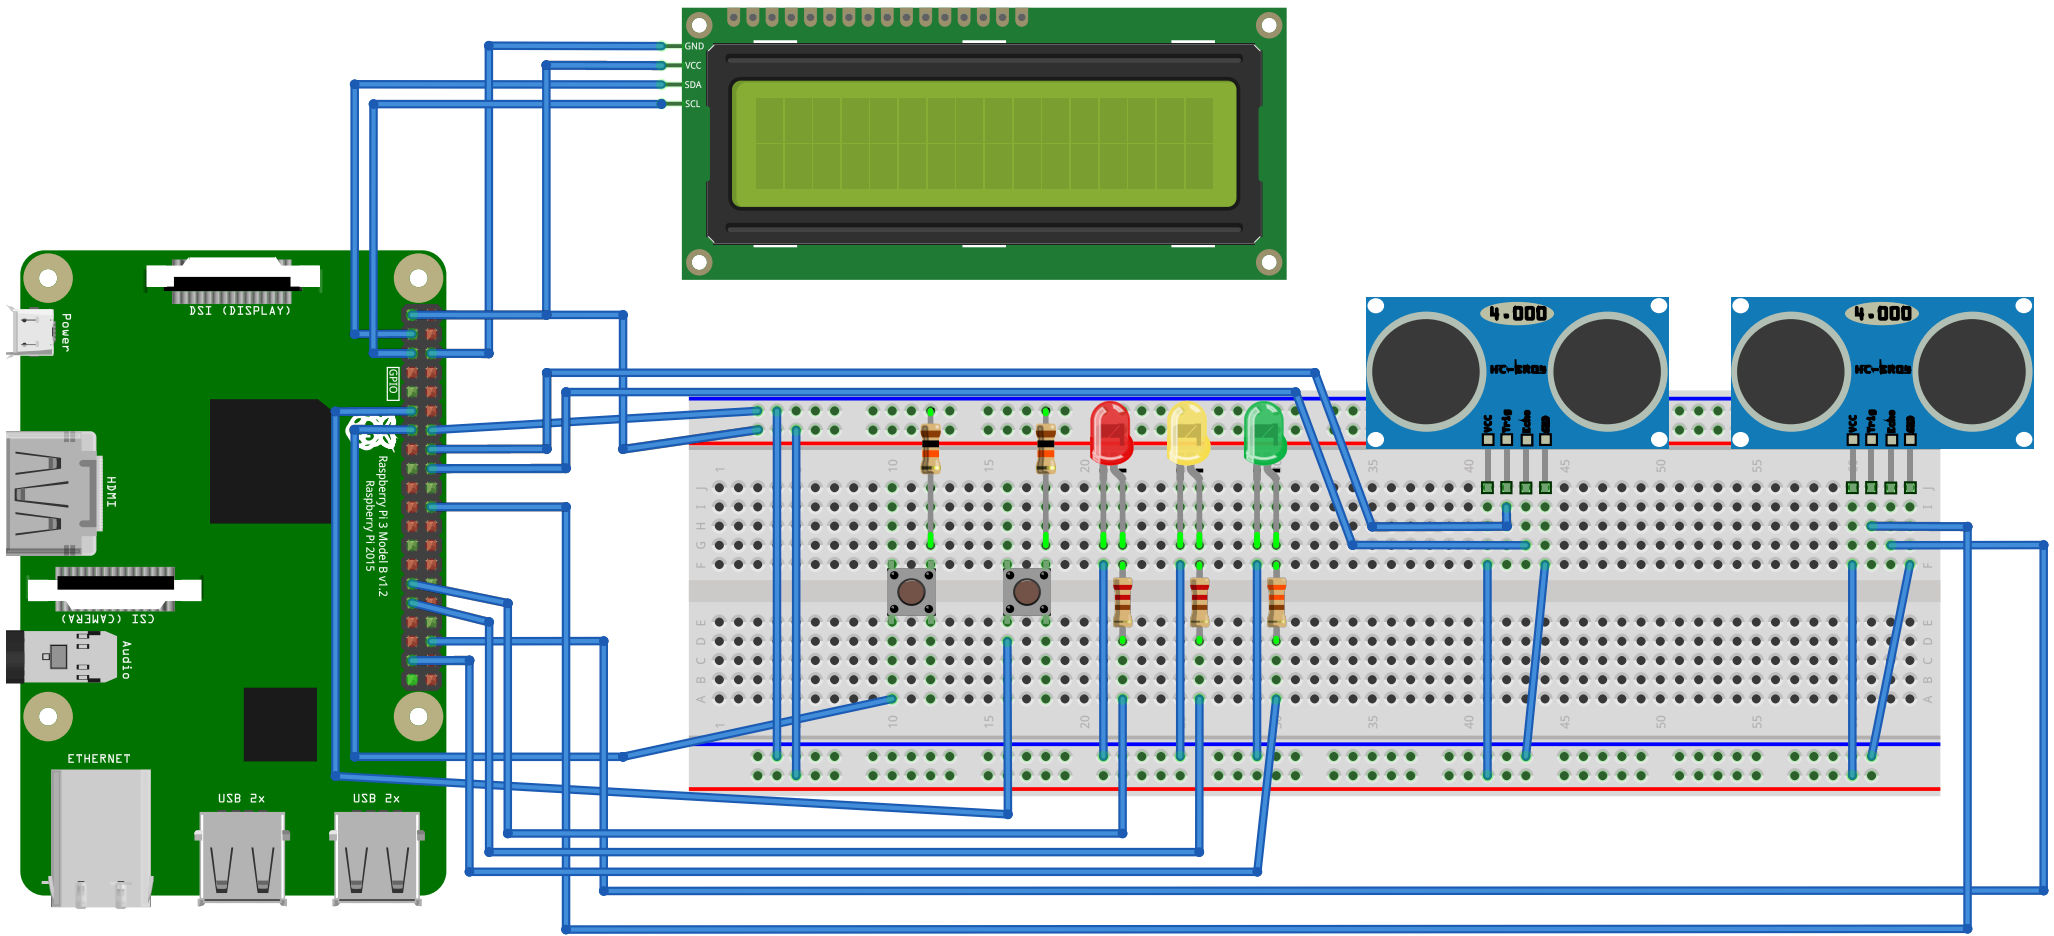 GND
VCC
SDA
SCL
DSI (DISPLAY)
Power
GPIO
HDMI
Raspberry Pi 3 Model B v1.2
Raspberry Pi 2015
CSI (CAMERA)
Audio
ETHERNET
USB 2x
USB 2x
4.000
HC-SR04
VCC
Trig
Echo
GND
4.000
HC-SR04
VCC
Trig
Echo
GND
1 10 15 20 35 40 45 50 55
J
I
H
G
F
E
D
C
B
A
J
I
F
E
D
C
B
A
1 10 15 20 35 40 45 50 55